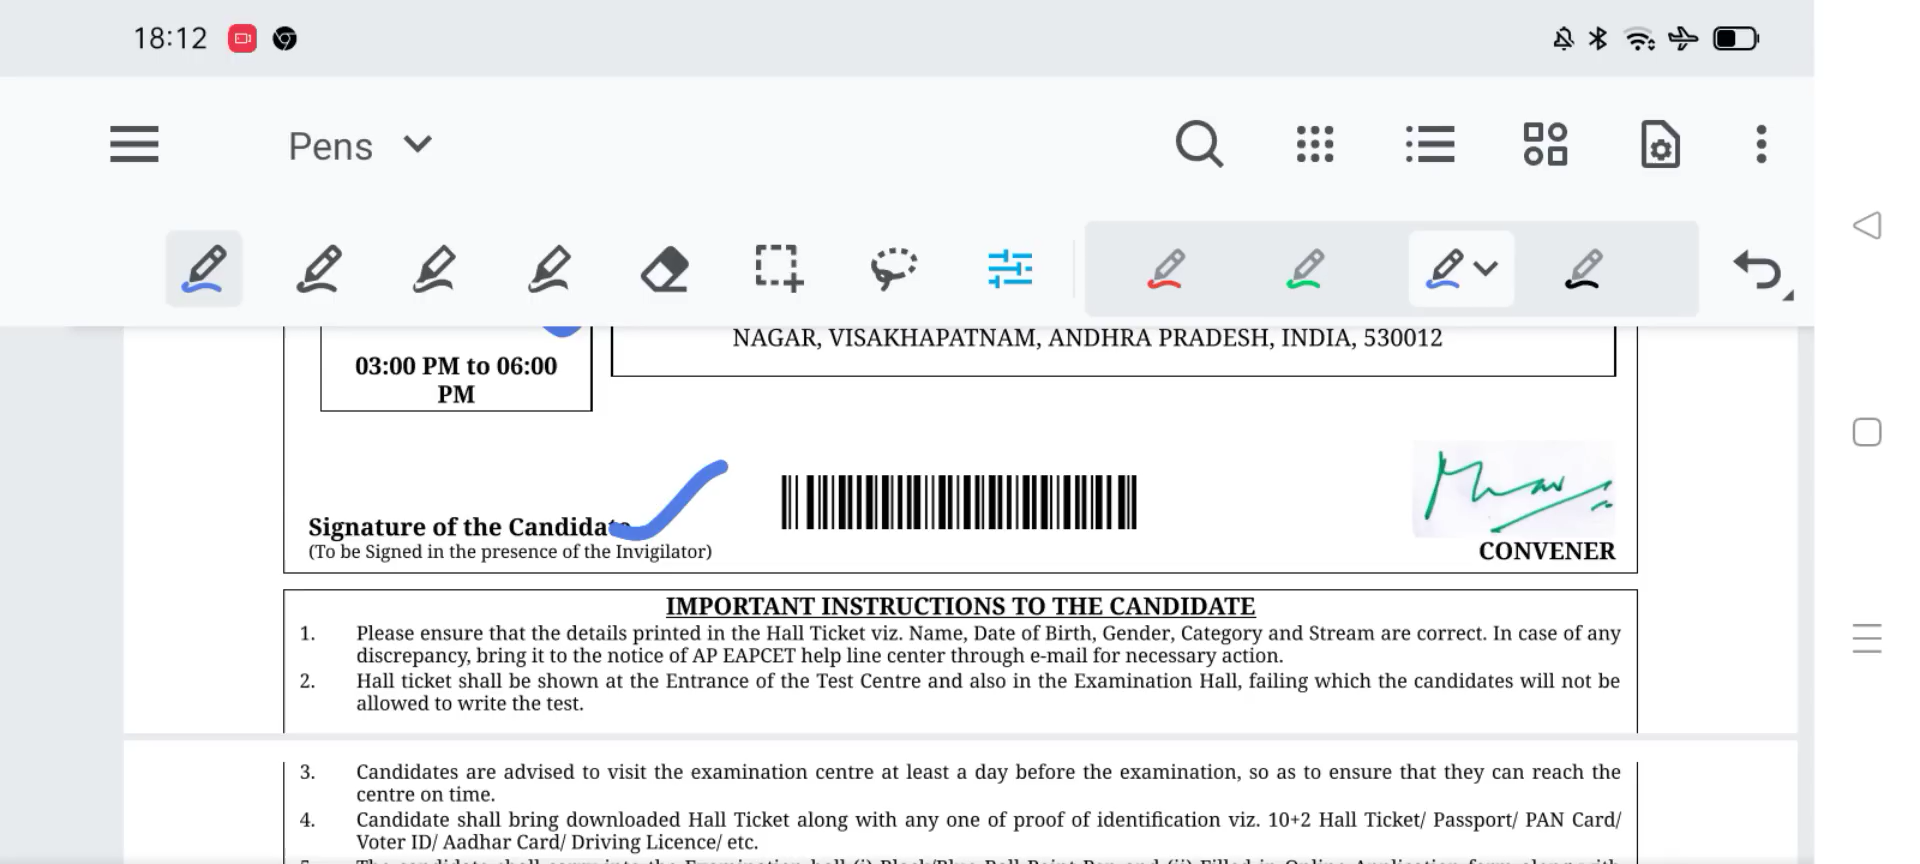 18:12
Pens
NAGAR, VISAKHAPATNAM, ANDHRA PRADESH, INDIA, 530012
03:00 PM to 06:00
PM
Signature of the Candidate
(To be Signed in the presence of the Invigilator)
CONVENER
IMPORTANT INSTRUCTIONS TO THE CANDIDATE
1. Please ensure that the details printed in the Hall Ticket viz. Name, Date of Birth, Gender, Category and Stream are correct. In case of any
discrepancy, bring it to the notice of AP EAPCET help line center through e-mail for necessary action.
2. Hall ticket shall be shown at the Entrance of the Test Centre and also in the Examination Hall, failing which the candidates will not be
allowed to write the test.
3. Candidates are advised to visit the examination centre at least a day before the examination, so as to ensure that they can reach the
centre on time.
4. Candidate shall bring downloaded Hall Ticket along with any one of proof of identification viz. 10+2 Hall Ticket/ Passport/ PAN Card/
Voter ID/ Aadhar Card/ Driving Licence/ etc.